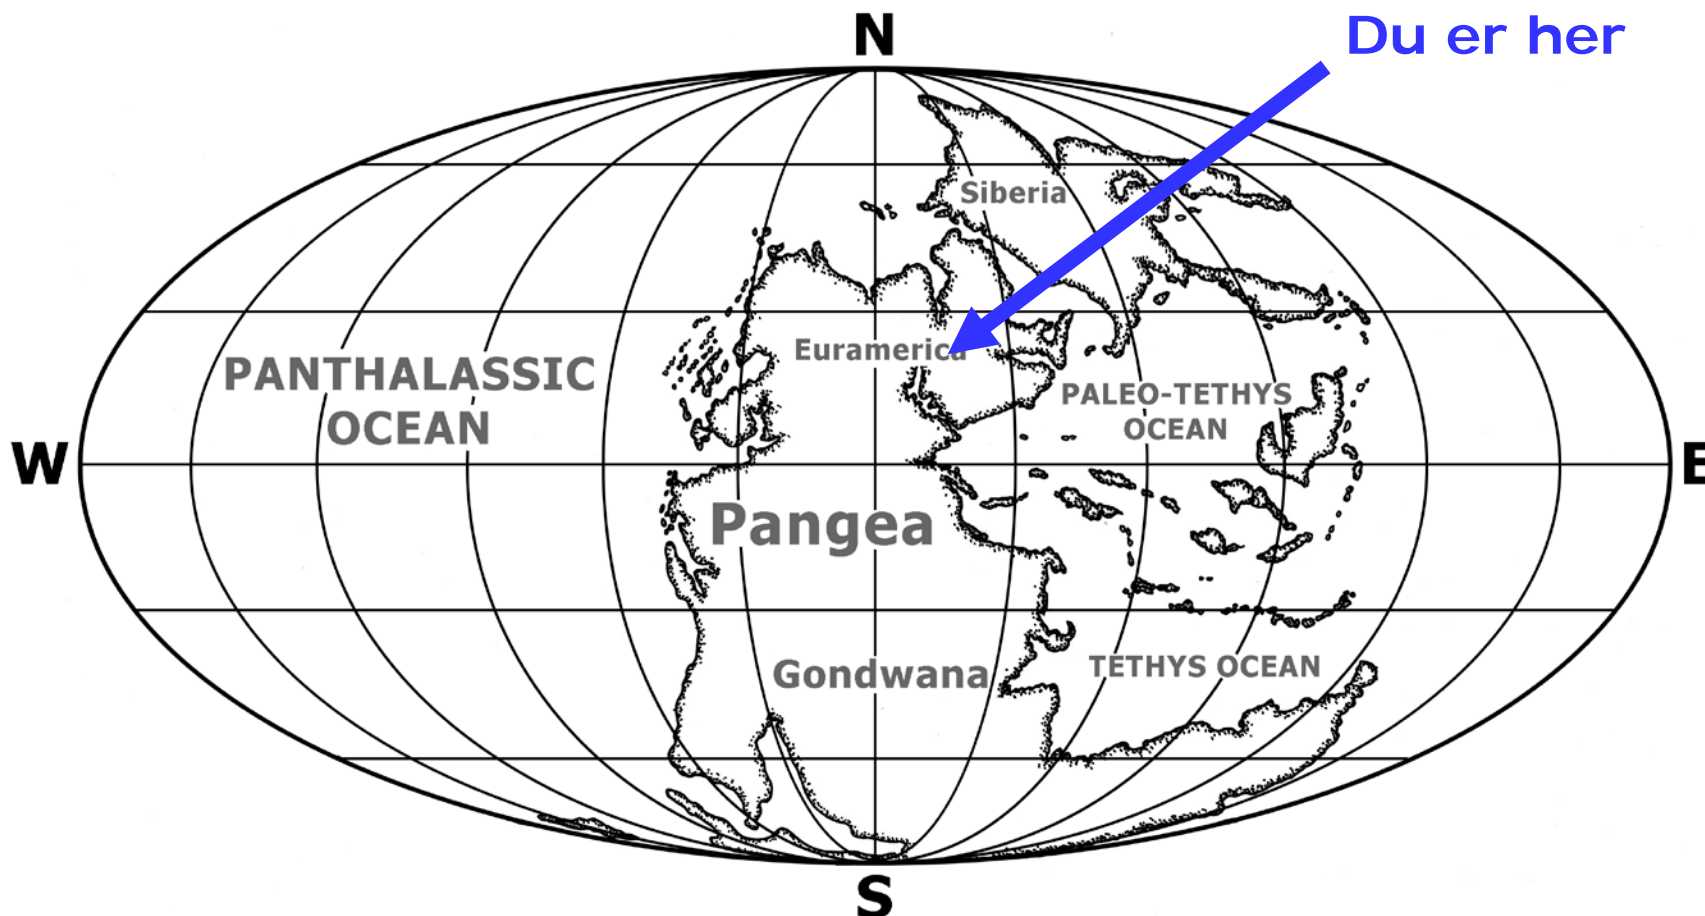 N
Du er her
Siberia
Euramerica
PANTHALASSIC
OCEAN
PALEO-TETHYS
OCEAN
W
E
Pangea
Gondwana
TETHYS OCEAN
S